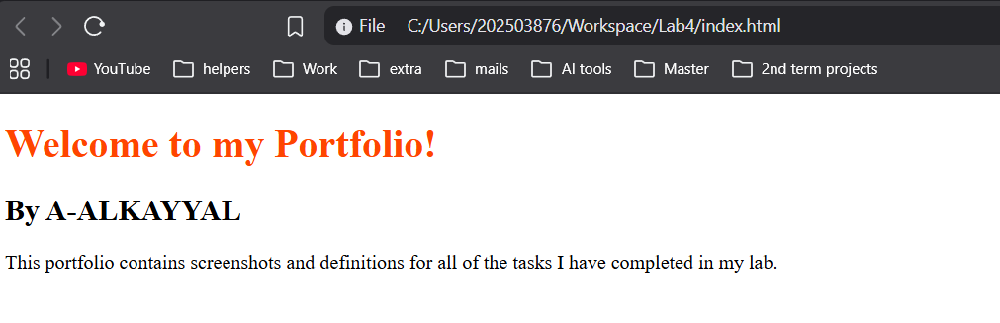 File C:/Users/202503876/Workspace/Lab4/index.html
YouTube helpers Work extra mails AI tools Master 2nd term projects
Welcome to my Portfolio!
By A-ALKAYYAL
This portfolio contains screenshots and definitions for all of the tasks I have completed in my lab.